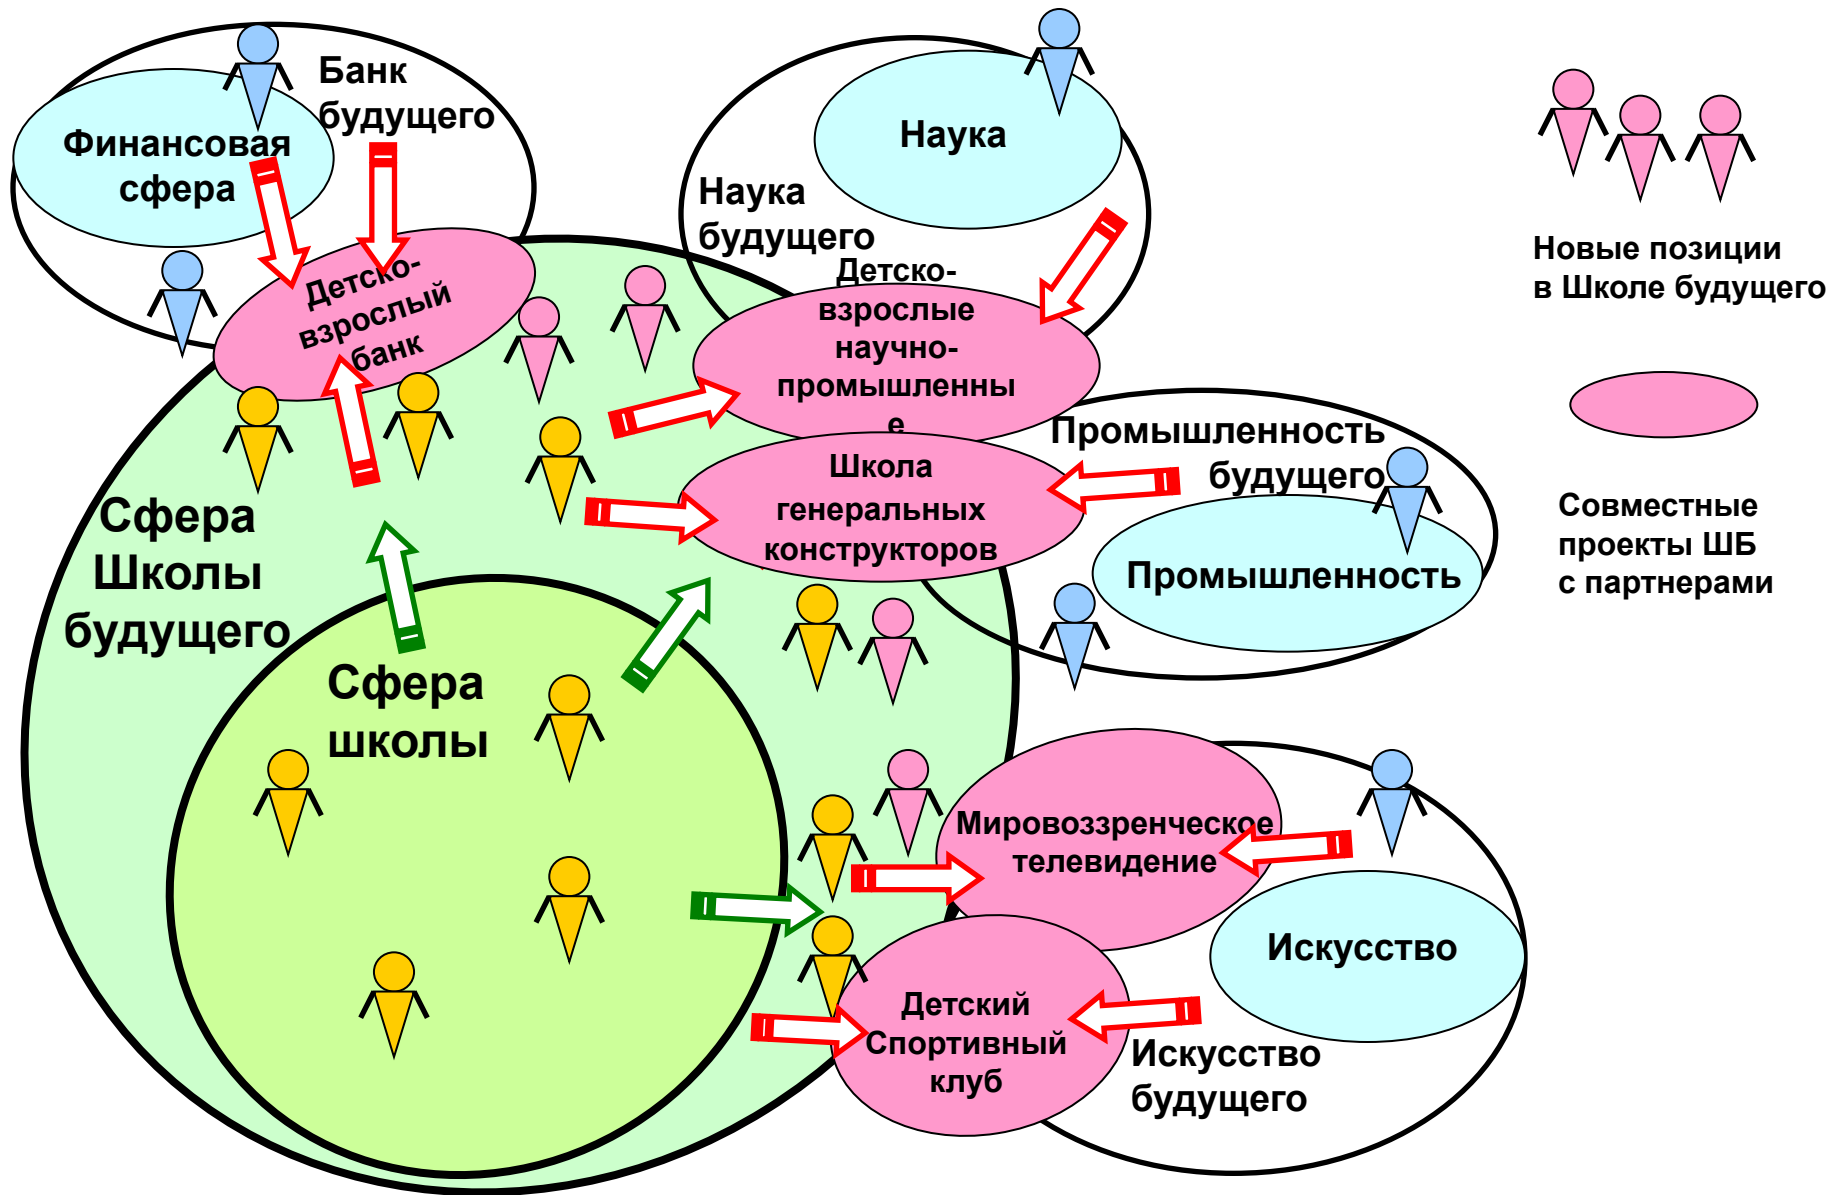 Банк
будущего
Финансовая
сфера
Детско-
взрослый
банк
Наука
Наука
будущего
Детско-
взрослые
научно-
промышленны
е
Школа
генеральных
конструкторов
Промышленность
будущего
Промышленность
Сфера
Школы
будущего
Сфера
школы
Мировоззренческое
телевидение
Искусство
Детский
Спортивный
клуб
Искусство
будущего
Новые позиции
в Школе будущего
Совместные
проекты ШБ
с партнерами